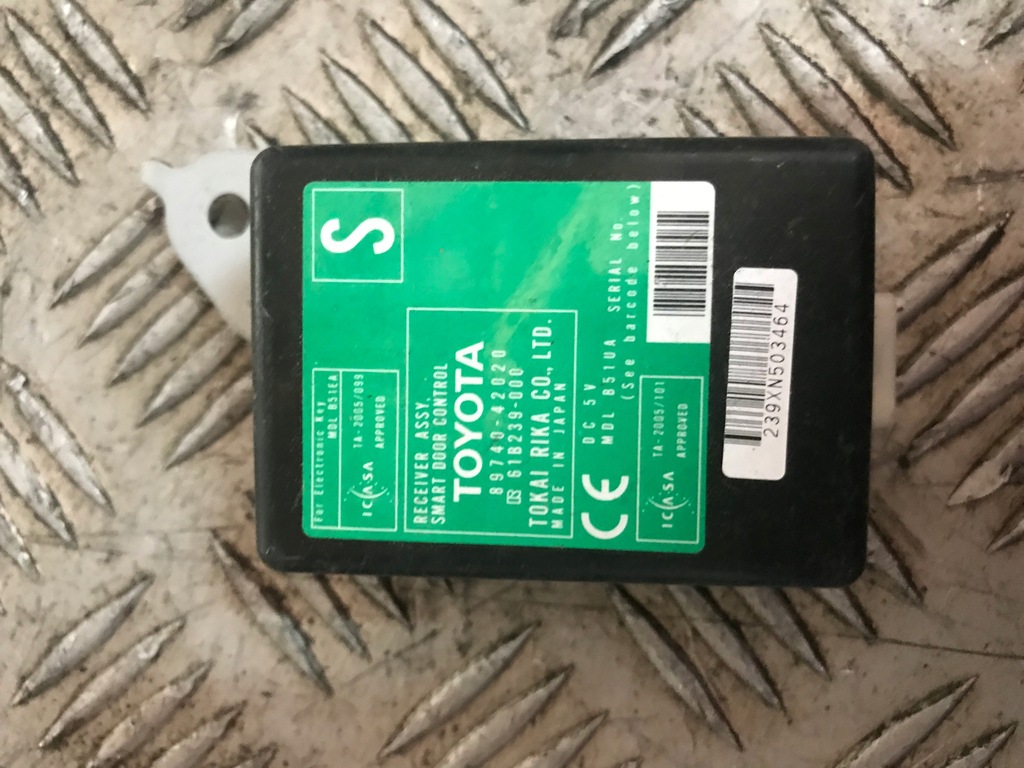 For Electronic Key
MDL B51EA
ICASA
TA-2005/099
APPROVED
S
RECEIVER ASSY,
SMART DOOR CONTROL
TOYOTA
89740-42020
61B239-000
TOKAI RIKA CO., LTD.
MADE IN JAPAN
CE
DC 5V
MDL B51UA SERIAL No.
(See barcode below)
ICASA
TA-2005/101
APPROVED
239XN503464